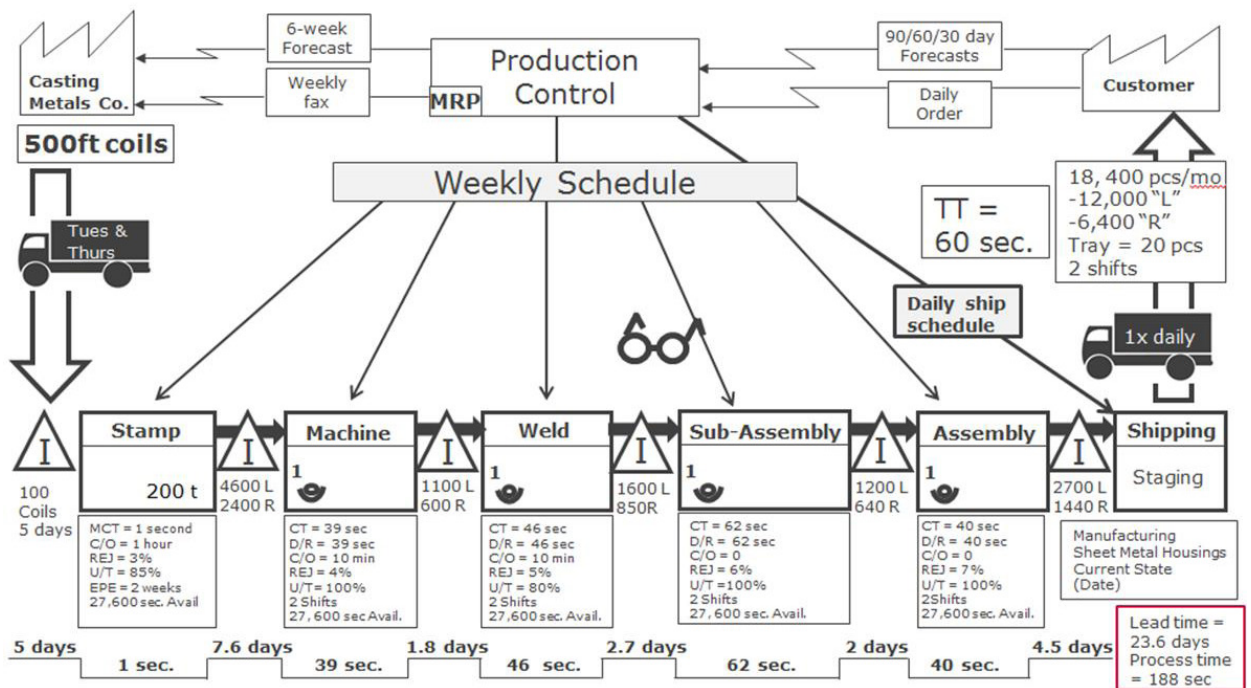 Casting
Metals Co.
6-week
Forecast
Weekly
fax
Production
Control
MRP
90/60/30 day
Forecasts
Daily
Order
Customer
500ft coils
Tues &
Thurs
Weekly Schedule
TT =
60 sec.
18, 400 pcs/mo
-12,000 “L”
-6,400 “R”
Tray = 20 pcs
2 shifts
Daily ship
schedule
1x daily
I
100
Coils
5 days
Stamp
200 t
MCT = 1 second
C/O = 1 hour
REJ = 3%
U/T = 85%
EPE = 2 weeks
27,600 sec. Avail
I
4600 L
2400 R
Machine
1
CT = 39 sec
D/R = 39 sec
C/O = 10 min
REJ = 4%
U/T= 100%
2 Shifts
27, 600 sec Avail.
I
1100 L
600 R
Weld
1
CT = 46 sec
D/R = 46 sec
C/O = 10 min
REJ = 5%
U/T = 80%
2 Shifts
27,600 sec. Avail.
I
1600 L
850R
Sub-Assembly
1
CT = 62 sec
D/R = 62 sec
C/O = 0
REJ = 6%
U/T =100%
2 Shifts
27,600 sec. Avail.
I
1200 L
640 R
Assembly
1
CT = 40 sec
D/R = 40 sec
C/O = 0
REJ = 7%
U/T = 100%
2Shifts
27,600 sec. Avail.
I
2700 L
1440 R
Shipping
Staging
Manufacturing
Sheet Metal Housings
Current State
(Date)
5 days
1 sec.
7.6 days
39 sec.
1.8 days
46 sec.
2.7 days
62 sec.
2 days
40 sec.
4.5 days
Lead time =
23.6 days
Process time
= 188 sec